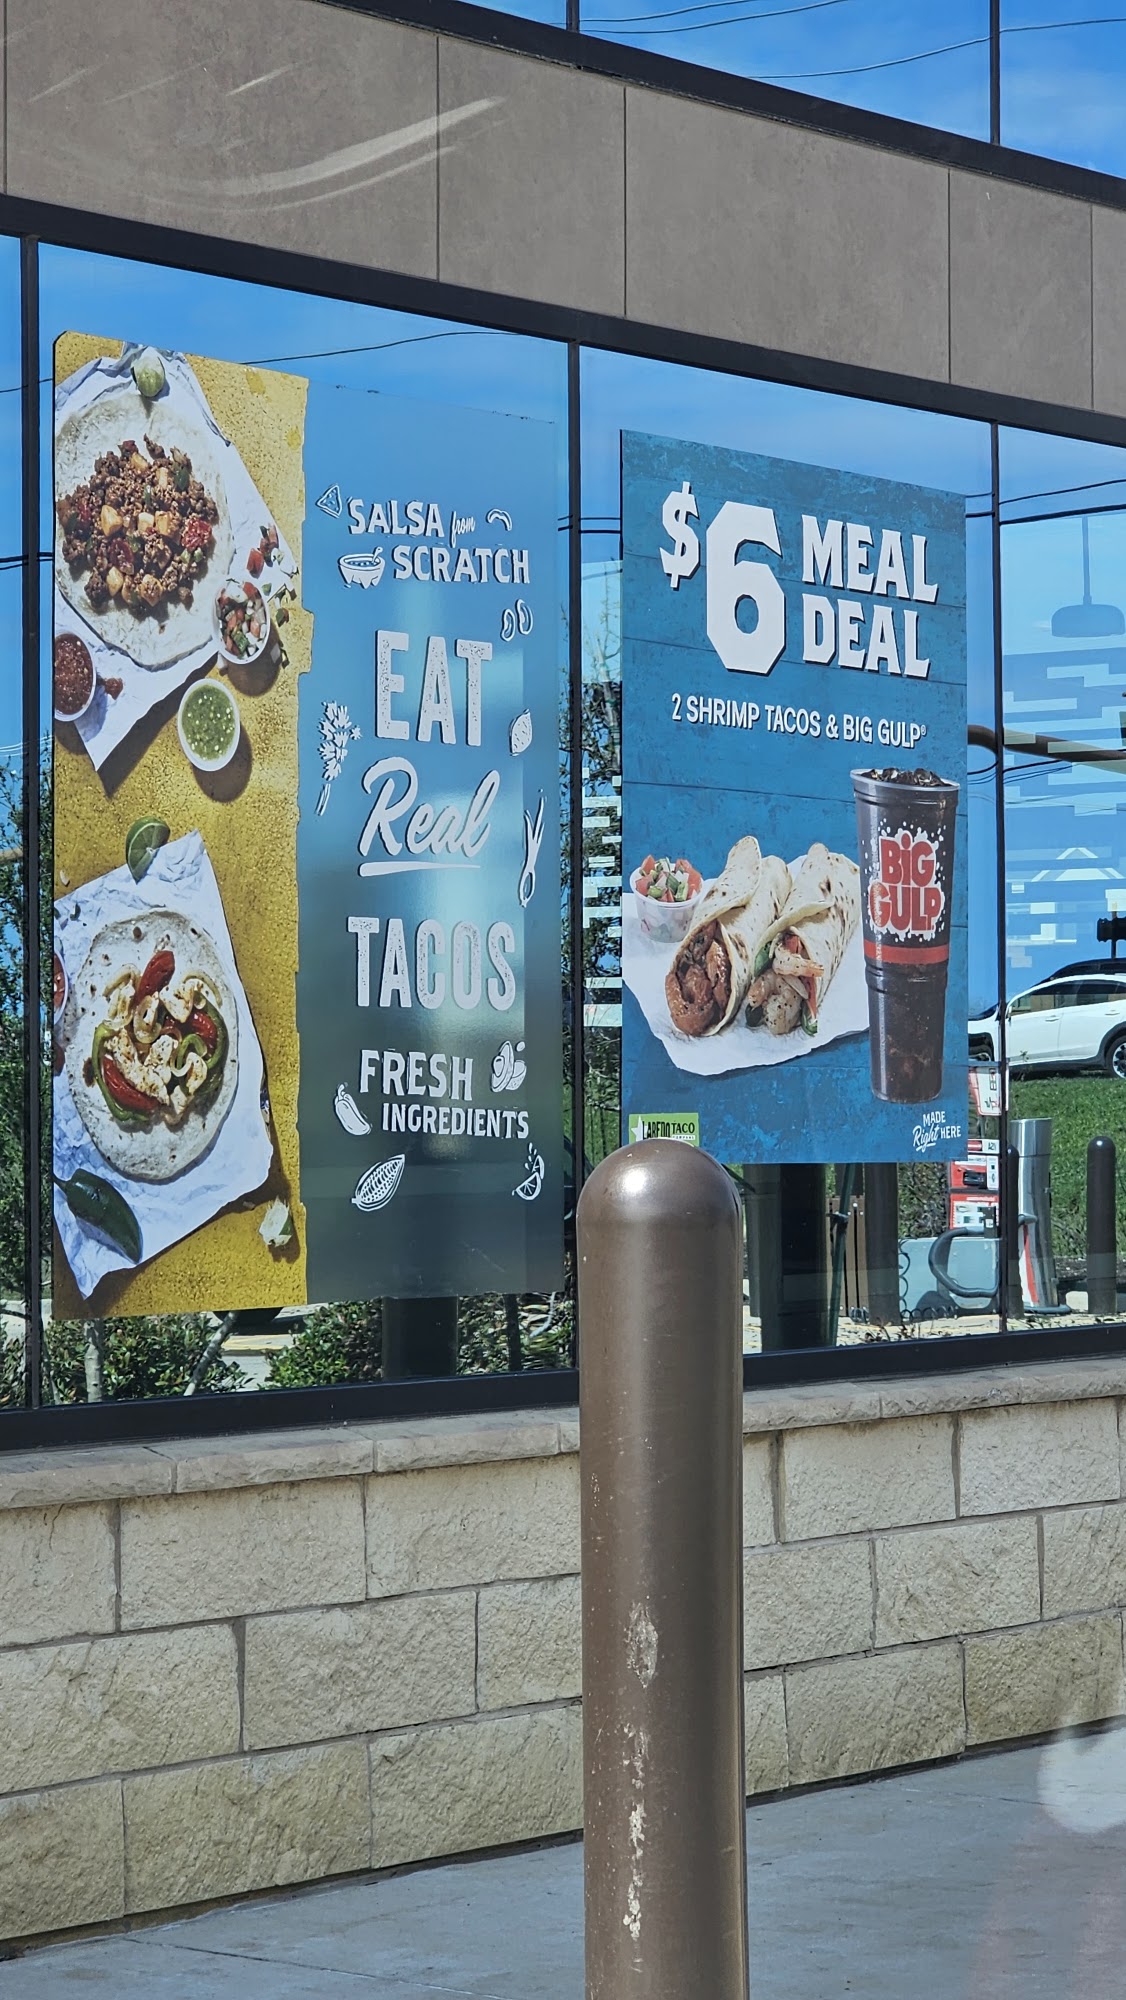 SALSA from
SCRATCH
EAT
Real
TACOS
FRESH
INGREDIENTS
$6 MEAL
DEAL
2 SHRIMP TACOS & BIG GULP®
BIG
GULP
LAREDO TACO
COMPANY
MADE
Right HERE